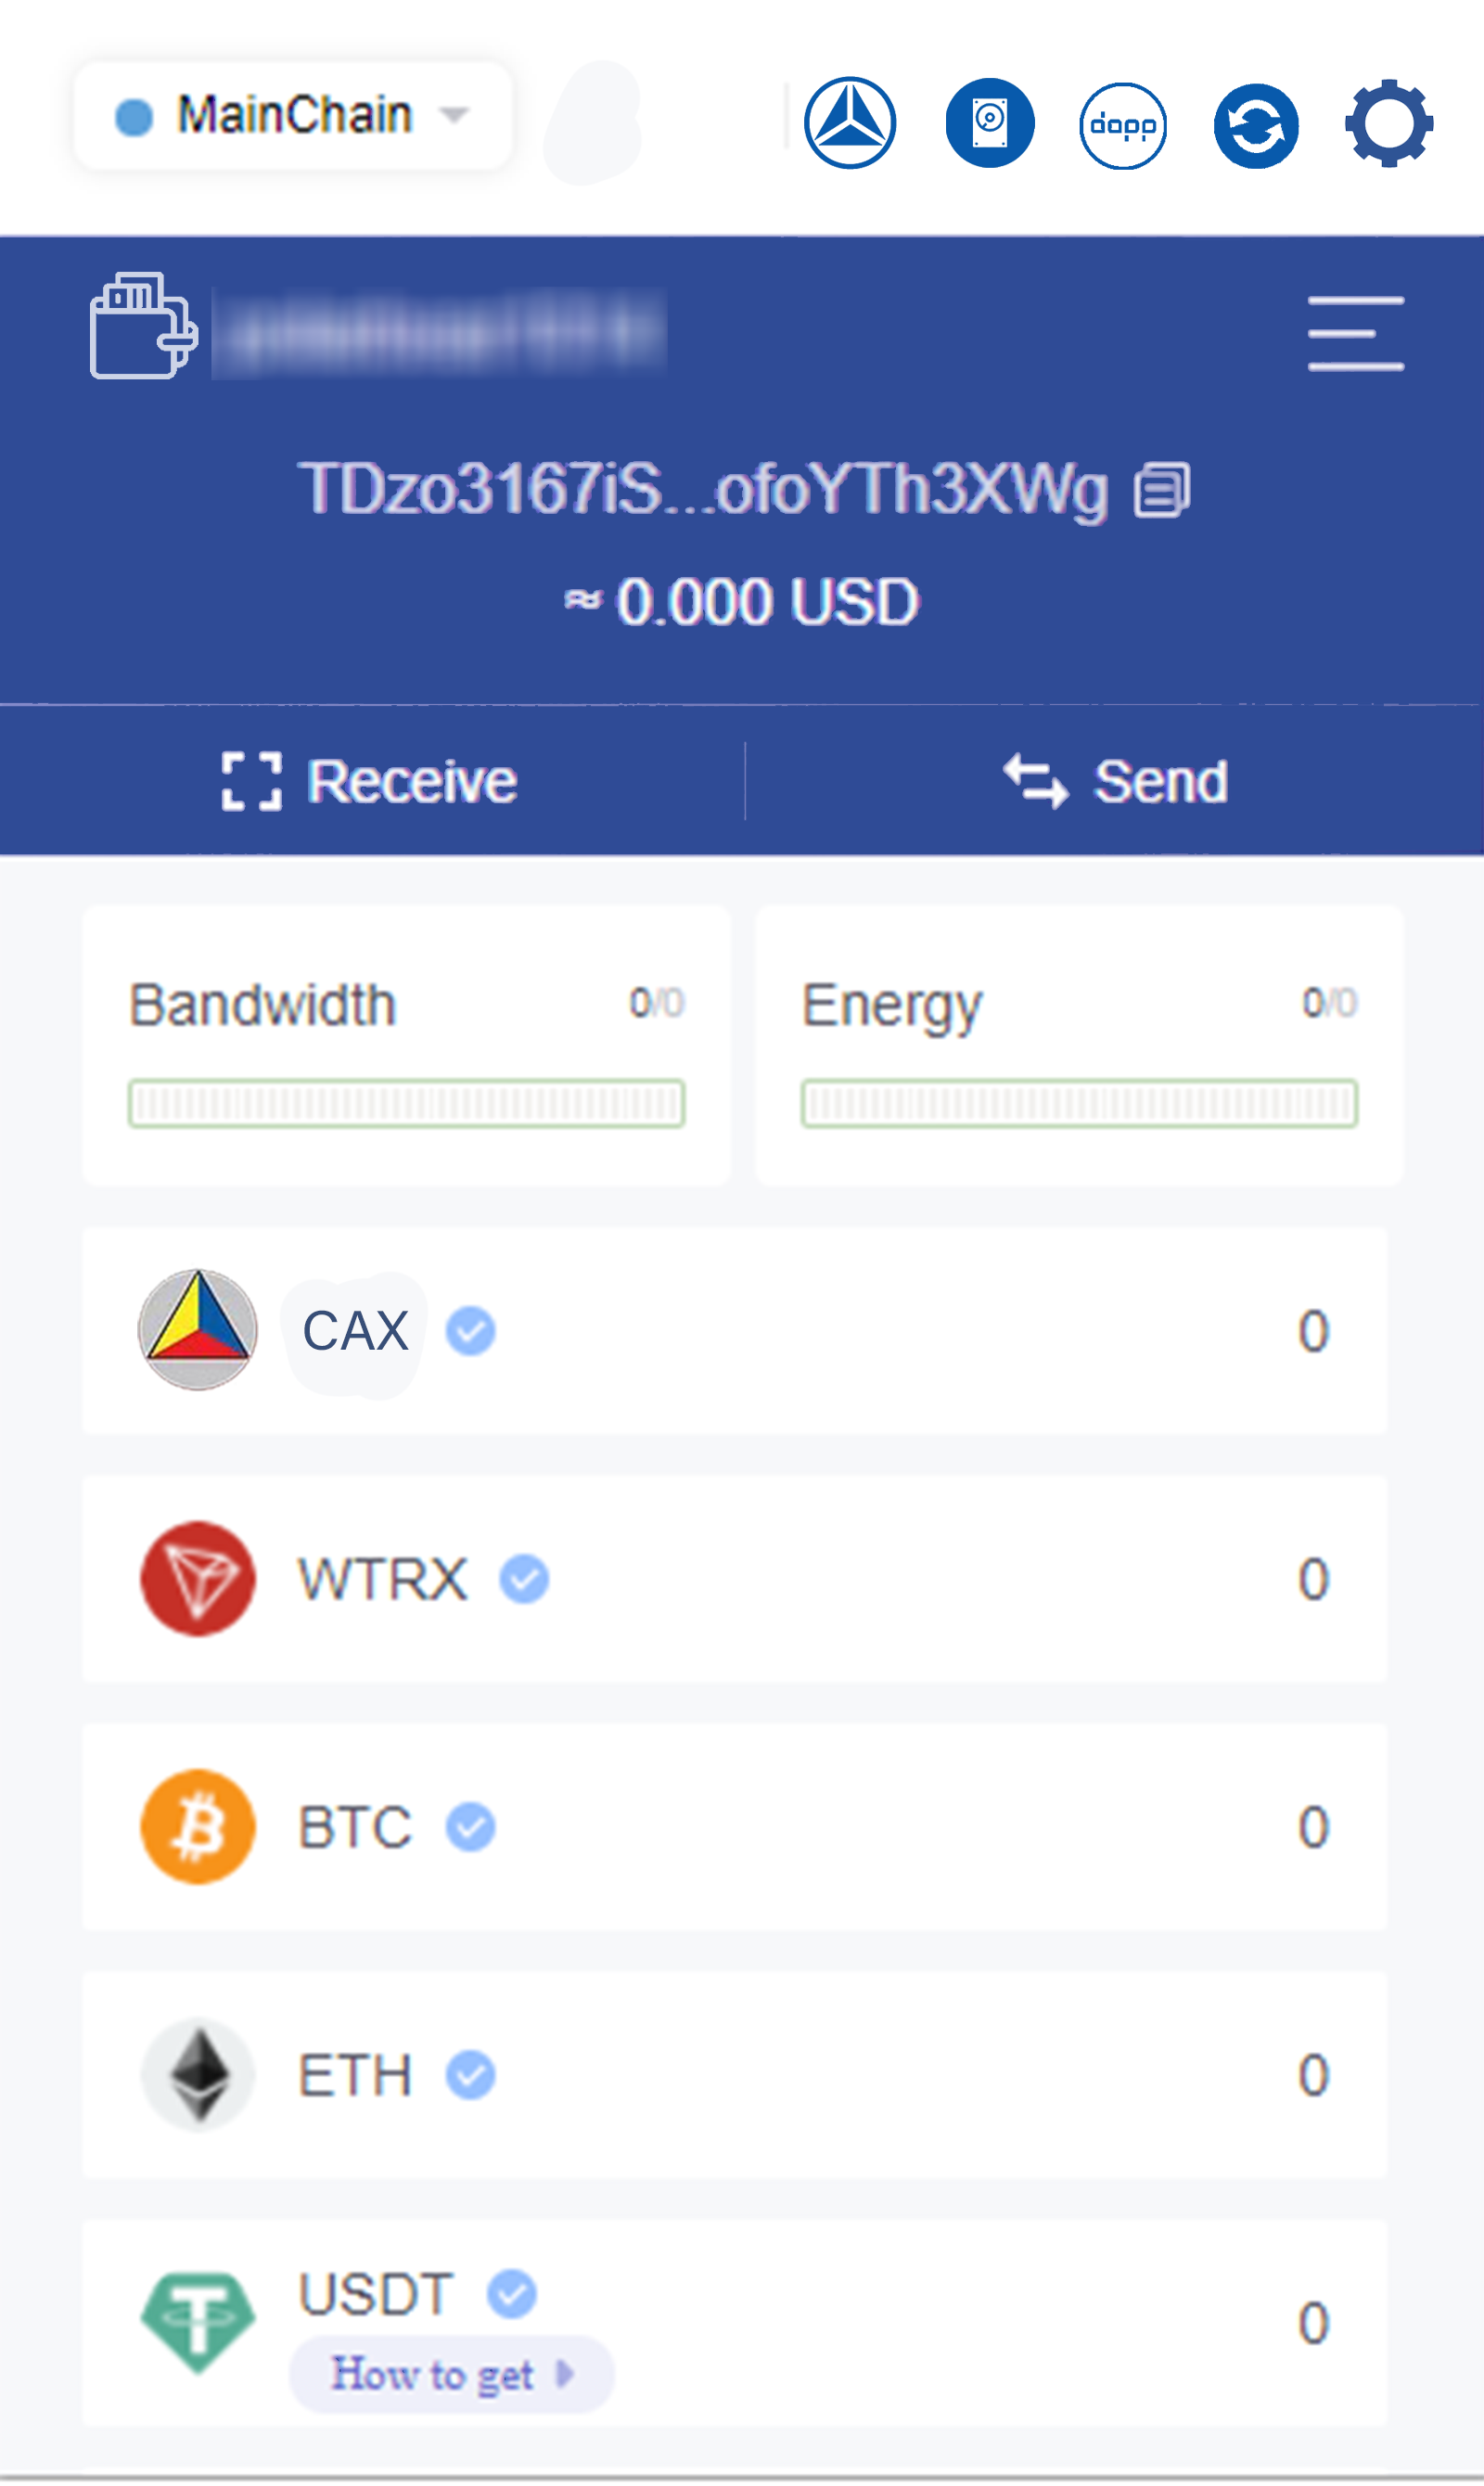 MainChain
dapp
TDzo3167iS...ofoYTh3XWg
≈ 0.000 USD
Receive
Send
Bandwidth 0/0
Energy 0/0
CAX 0
WTRX 0
BTC 0
ETH 0
USDT 0
How to get